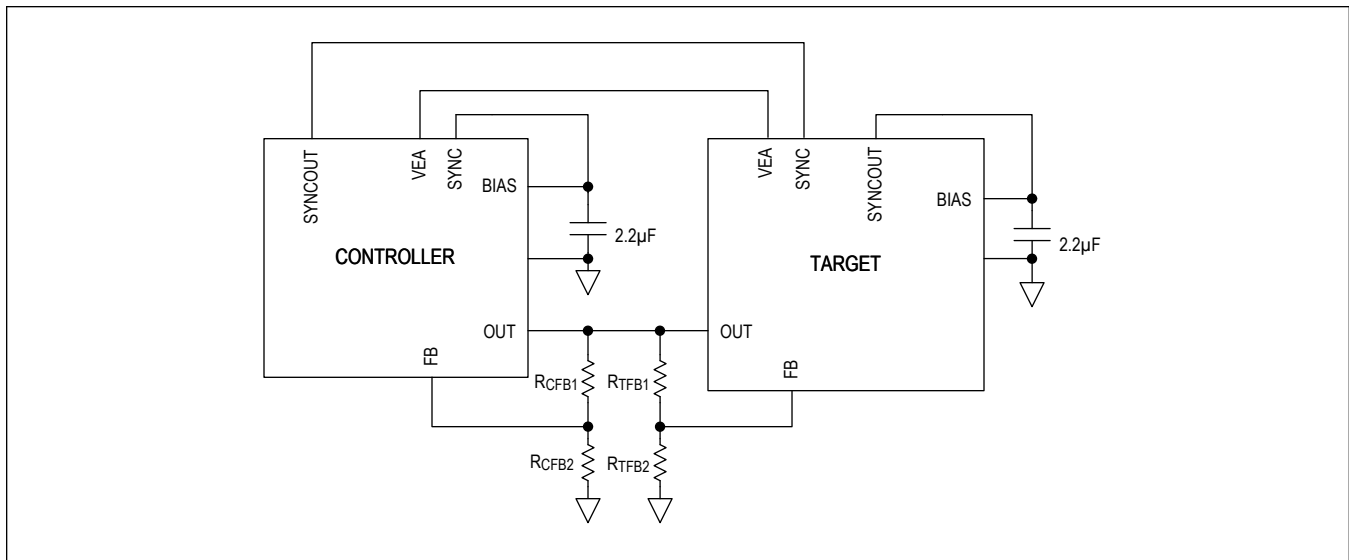 SYNCOUT
VEA
SYNC
BIAS
2.2µF
CONTROLLER
OUT
FB
RCFB1
RCFB2
RTFB1
RTFB2
VEA
SYNC
SYNCOUT
BIAS
2.2µF
TARGET
OUT
FB